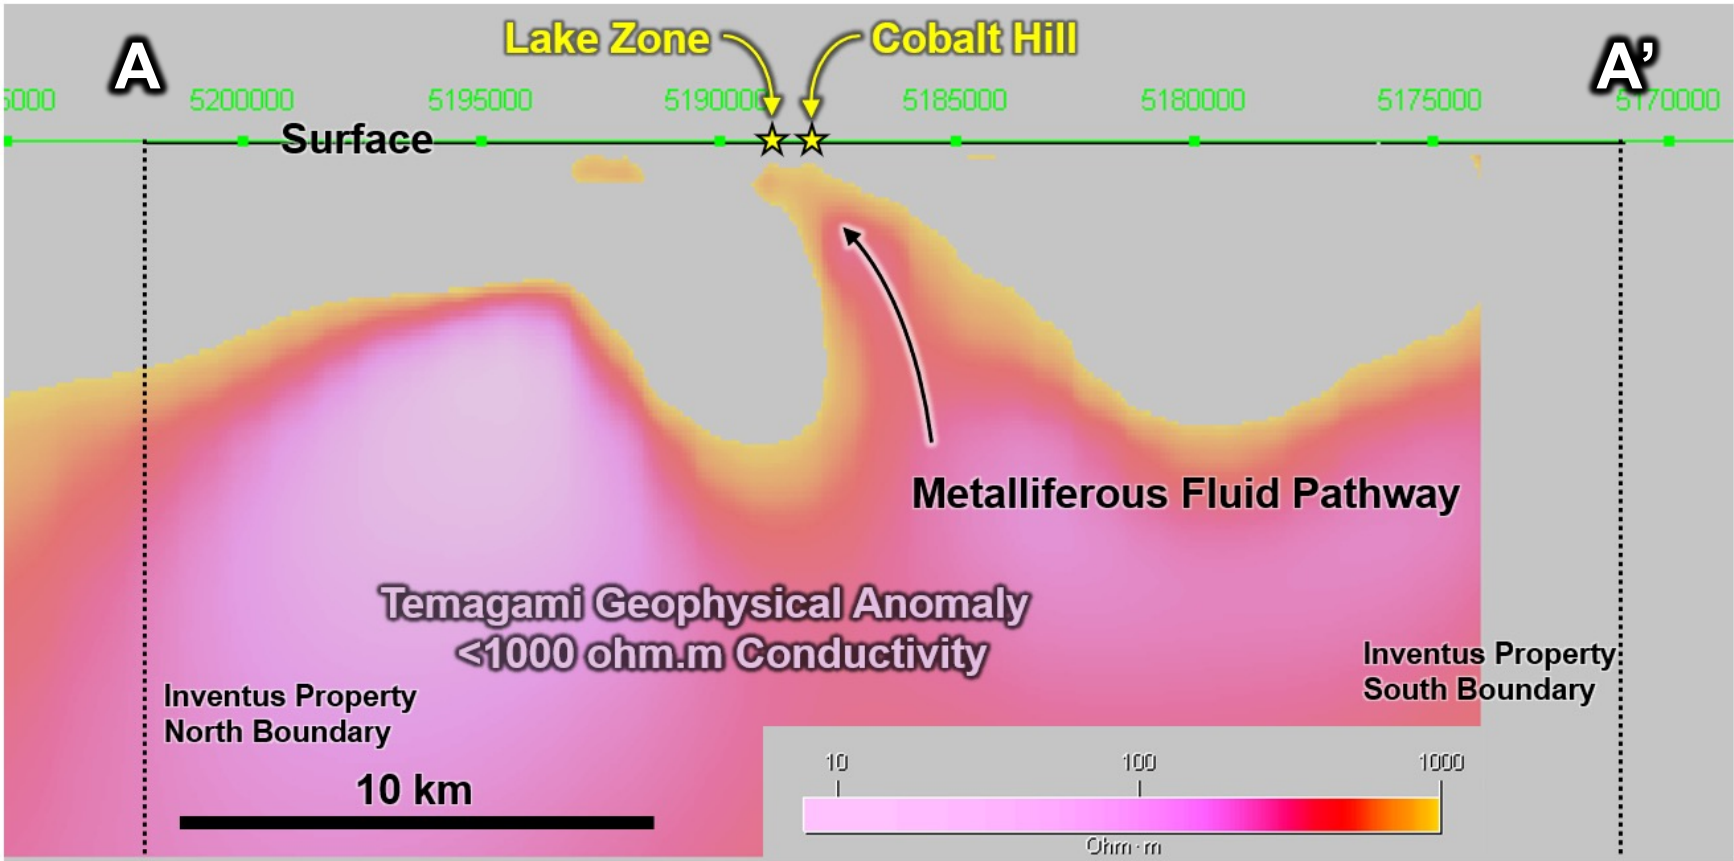 Lake Zone
Cobalt Hill
A
A’
5000
5200000
5195000
5190000
5185000
5180000
5175000
5170000
Surface
Metalliferous Fluid Pathway
Temagami Geophysical Anomaly
<1000 ohm.m Conductivity
Inventus Property
South Boundary
Inventus Property
North Boundary
10 km
10
100
1000
Ohm·m